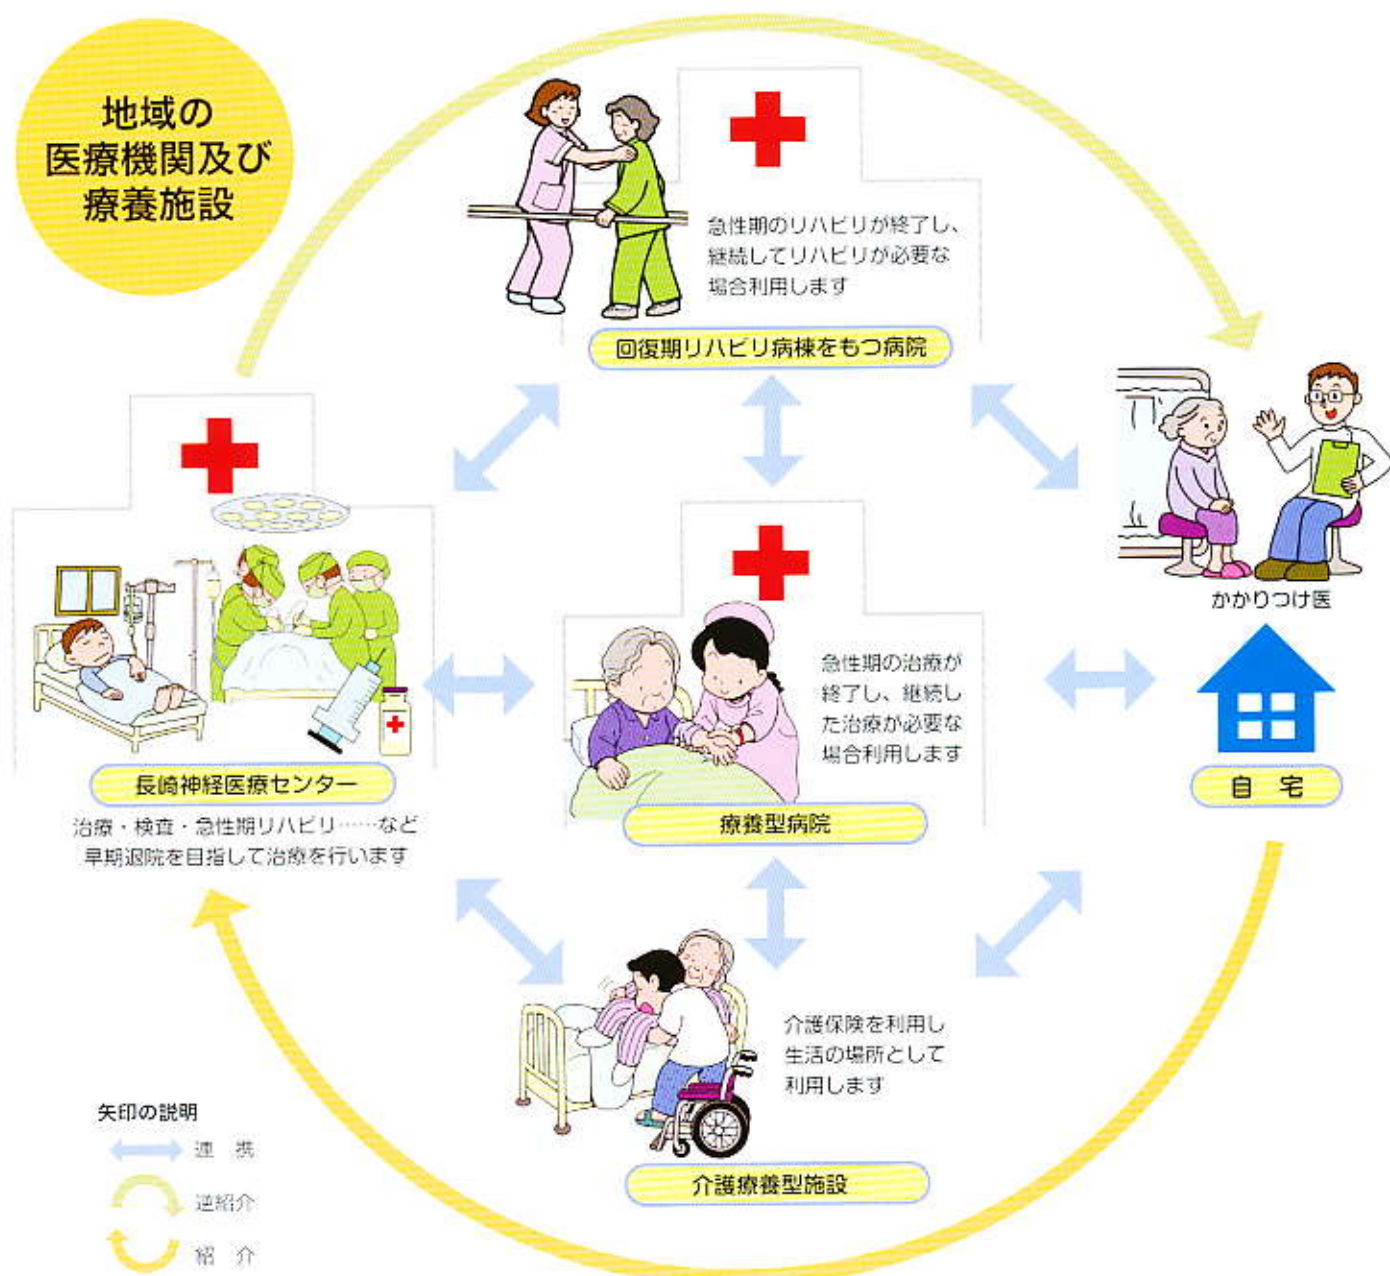 地域の
医療機関及び
療養施設
急性期のリハビリが終了し、
継続してリハビリが必要な
場合利用します
回復期リハビリ病棟をもつ病院
かかりつけ医
自 宅
長崎神経医療センター
治療・検査・急性期リハビリ……など
早期退院を目指して治療を行います
急性期の治療が
終了し、継続し
た治療が必要な
場合利用します
療養型病院
介護保険を利用し
生活の場所として
利用します
介護療養型施設
矢印の説明
連 携
逆紹介
紹 介